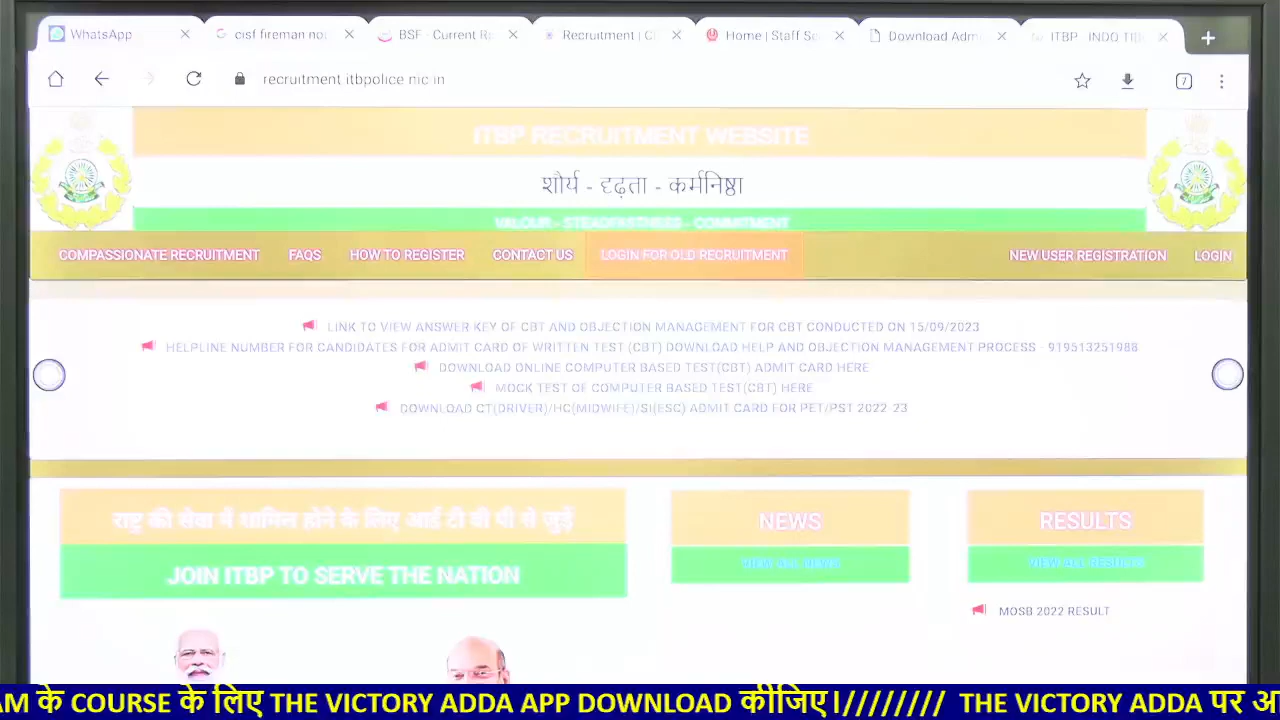 WhatsApp
cisf fireman no
BSF - Current Re
Recruitment | CI
Home | Staff Se
Download Adm
ITBP - INDO TIB
recruitment itbpolice nic in
7
ITBP RECRUITMENT WEBSITE
शौर्य - दृढ़ता - कर्मनिष्ठा
VALOUR - STEADFASTNESS - COMMITMENT
COMPASSIONATE RECRUITMENT FAQS HOW TO REGISTER CONTACT US LOGIN FOR OLD RECRUITMENT NEW USER REGISTRATION LOGIN
LINK TO VIEW ANSWER KEY OF CBT AND OBJECTION MANAGEMENT FOR CBT CONDUCTED ON 15/09/2023
HELPLINE NUMBER FOR CANDIDATES FOR ADMIT CARD OF WRITTEN TEST (CBT) DOWNLOAD HELP AND OBJECTION MANAGEMENT PROCESS - 919513251988
DOWNLOAD ONLINE COMPUTER BASED TEST(CBT) ADMIT CARD HERE
MOCK TEST OF COMPUTER BASED TEST(CBT) HERE
DOWNLOAD CT(DRIVER)/HC(MIDWIFE)/SI(ESC) ADMIT CARD FOR PET/PST 2022-23
राष्ट्र की सेवा में शामिल होने के लिए आई टी बी पी से जुड़ें
JOIN ITBP TO SERVE THE NATION
NEWS
VIEW ALL NEWS
RESULTS
VIEW ALL RESULTS
MOSB 2022 RESULT
AM के COURSE के लिए THE VICTORY ADDA APP DOWNLOAD कीजिए।//////// THE VICTORY ADDA पर अ